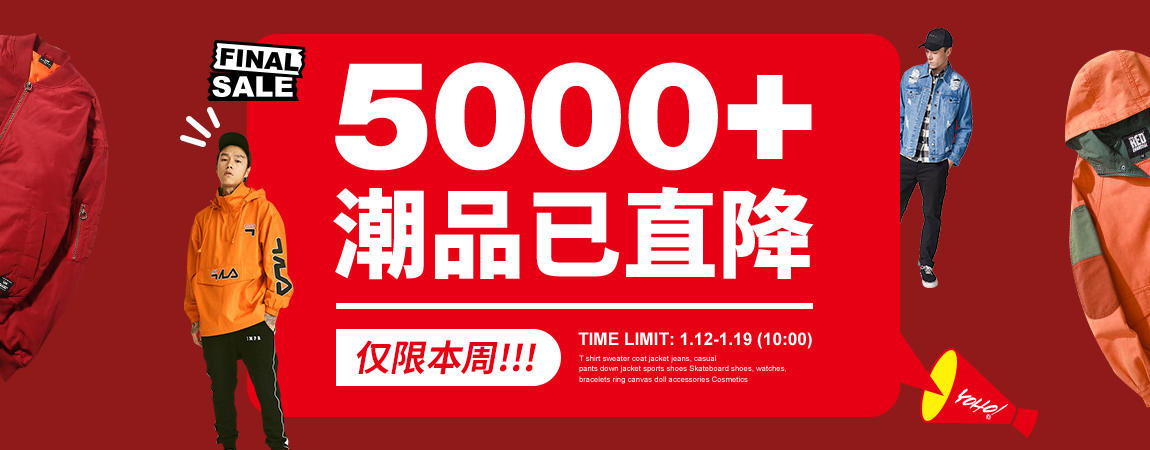 FINAL
SALE
5000+
潮品已直降
仅限本周!!!
TIME LIMIT: 1.12-1.19 (10:00)
T shirt sweater coat jacket jeans, casual
pants down jacket sports shoes Skateboard shoes, watches,
bracelets ring canvas doll accessories Cosmetics
YOHO!
FILA
RED